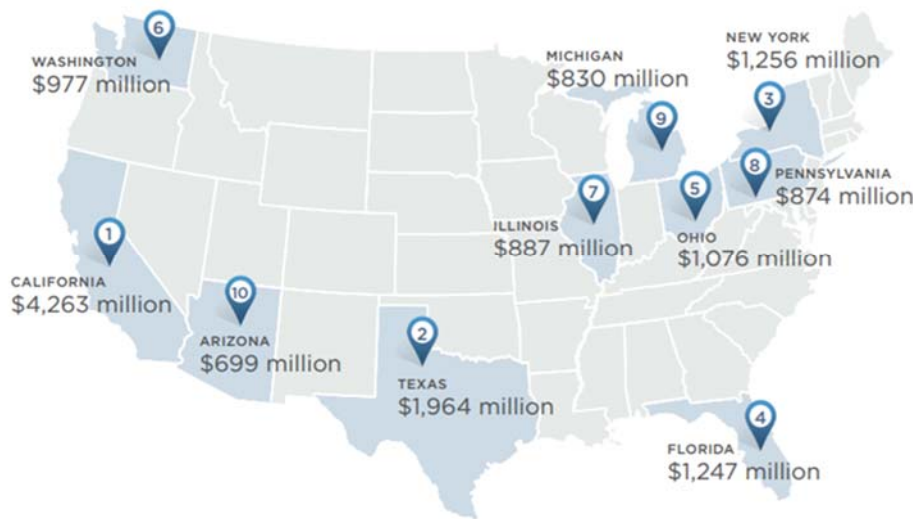 6
WASHINGTON
$977 million
MICHIGAN
$830 million
9
NEW YORK
$1,256 million
3
8
PENNSYLVANIA
$874 million
7
ILLINOIS
$887 million
5
OHIO
$1,076 million
1
CALIFORNIA
$4,263 million
10
ARIZONA
$699 million
2
TEXAS
$1,964 million
4
FLORIDA
$1,247 million